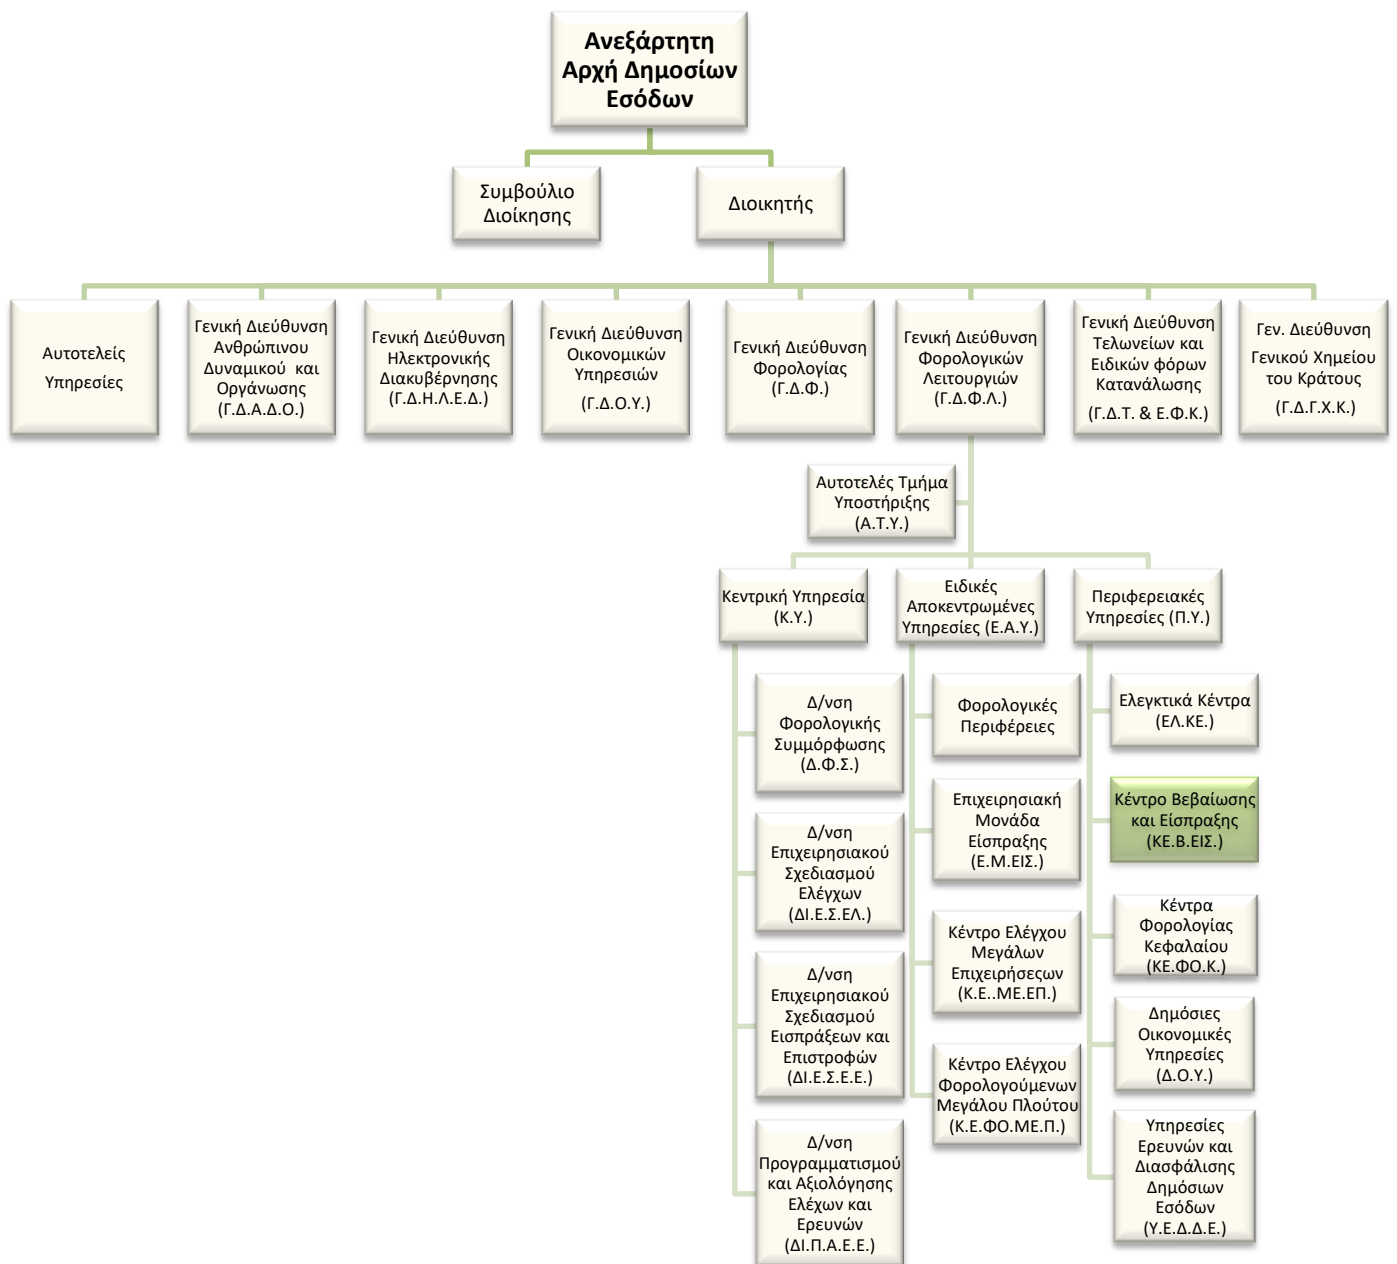 Ανεξάρτητη
Αρχή Δημοσίων
Εσόδων
Συμβούλιο
Διοίκησης
Διοικητής
Αυτοτελείς
Υπηρεσίες
Γενική Διεύθυνση
Ανθρώπινου
Δυναμικού και
Οργάνωσης
(Γ.Δ.Α.Δ.Ο.)
Γενική Διεύθυνση
Ηλεκτρονικής
Διακυβέρνησης
(Γ.Δ.Η.Λ.Ε.Δ.)
Γενική Διεύθυνση
Οικονομικών
Υπηρεσιών
(Γ.Δ.Ο.Υ.)
Γενική Διεύθυνση
Φορολογίας
(Γ.Δ.Φ.)
Γενική Διεύθυνση
Φορολογικών
Λειτουργιών
(Γ.Δ.Φ.Λ.)
Γενική Διεύθυνση
Τελωνείων και
Ειδικών φόρων
Κατανάλωσης
(Γ.Δ.Τ. & Ε.Φ.Κ.)
Γεν. Διεύθυνση
Γενικού Χημείου
του Κράτους
(Γ.Δ.Γ.Χ.Κ.)
Αυτοτελές Τμήμα
Υποστήριξης
(Α.Τ.Υ.)
Κεντρική Υπηρεσία
(Κ.Υ.)
Ειδικές
Αποκεντρωμένες
Υπηρεσίες (Ε.Α.Υ.)
Περιφερειακές
Υπηρεσίες (Π.Υ.)
Δ/νση
Φορολογικής
Συμμόρφωσης
(Δ.Φ.Σ.)
Δ/νση
Επιχειρησιακού
Σχεδιασμού
Ελέγχων
(ΔΙ.Ε.Σ.ΕΛ.)
Δ/νση
Επιχειρησιακού
Σχεδιασμού
Εισπράξεων και
Επιστροφών
(ΔΙ.Ε.Σ.Ε.Ε.)
Δ/νση
Προγραμματισμού
και Αξιολόγησης
Ελέχων και
Ερευνών
(ΔΙ.Π.Α.Ε.Ε.)
Φορολογικές
Περιφέρειες
Επιχειρησιακή
Μονάδα
Είσπραξης
(Ε.Μ.ΕΙΣ.)
Κέντρο Ελέγχου
Μεγάλων
Επιχειρήσεςων
(Κ.Ε..ΜΕ.ΕΠ.)
Κέντρο Ελέγχου
Φορολογούμενων
Μεγάλου Πλούτου
(Κ.Ε.ΦΟ.ΜΕ.Π.)
Ελεγκτικά Κέντρα
(ΕΛ.ΚΕ.)
Κέντρο Βεβαίωσης
και Είσπραξης
(ΚΕ.Β.ΕΙΣ.)
Κέντρα
Φορολογίας
Κεφαλαίου
(ΚΕ.ΦΟ.Κ.)
Δημόσιες
Οικονομικές
Υπηρεσίες
(Δ.Ο.Υ.)
Υπηρεσίες
Ερευνών και
Διασφάλισης
Δημόσιων
Εσόδων
(Υ.Ε.Δ.Δ.Ε.)